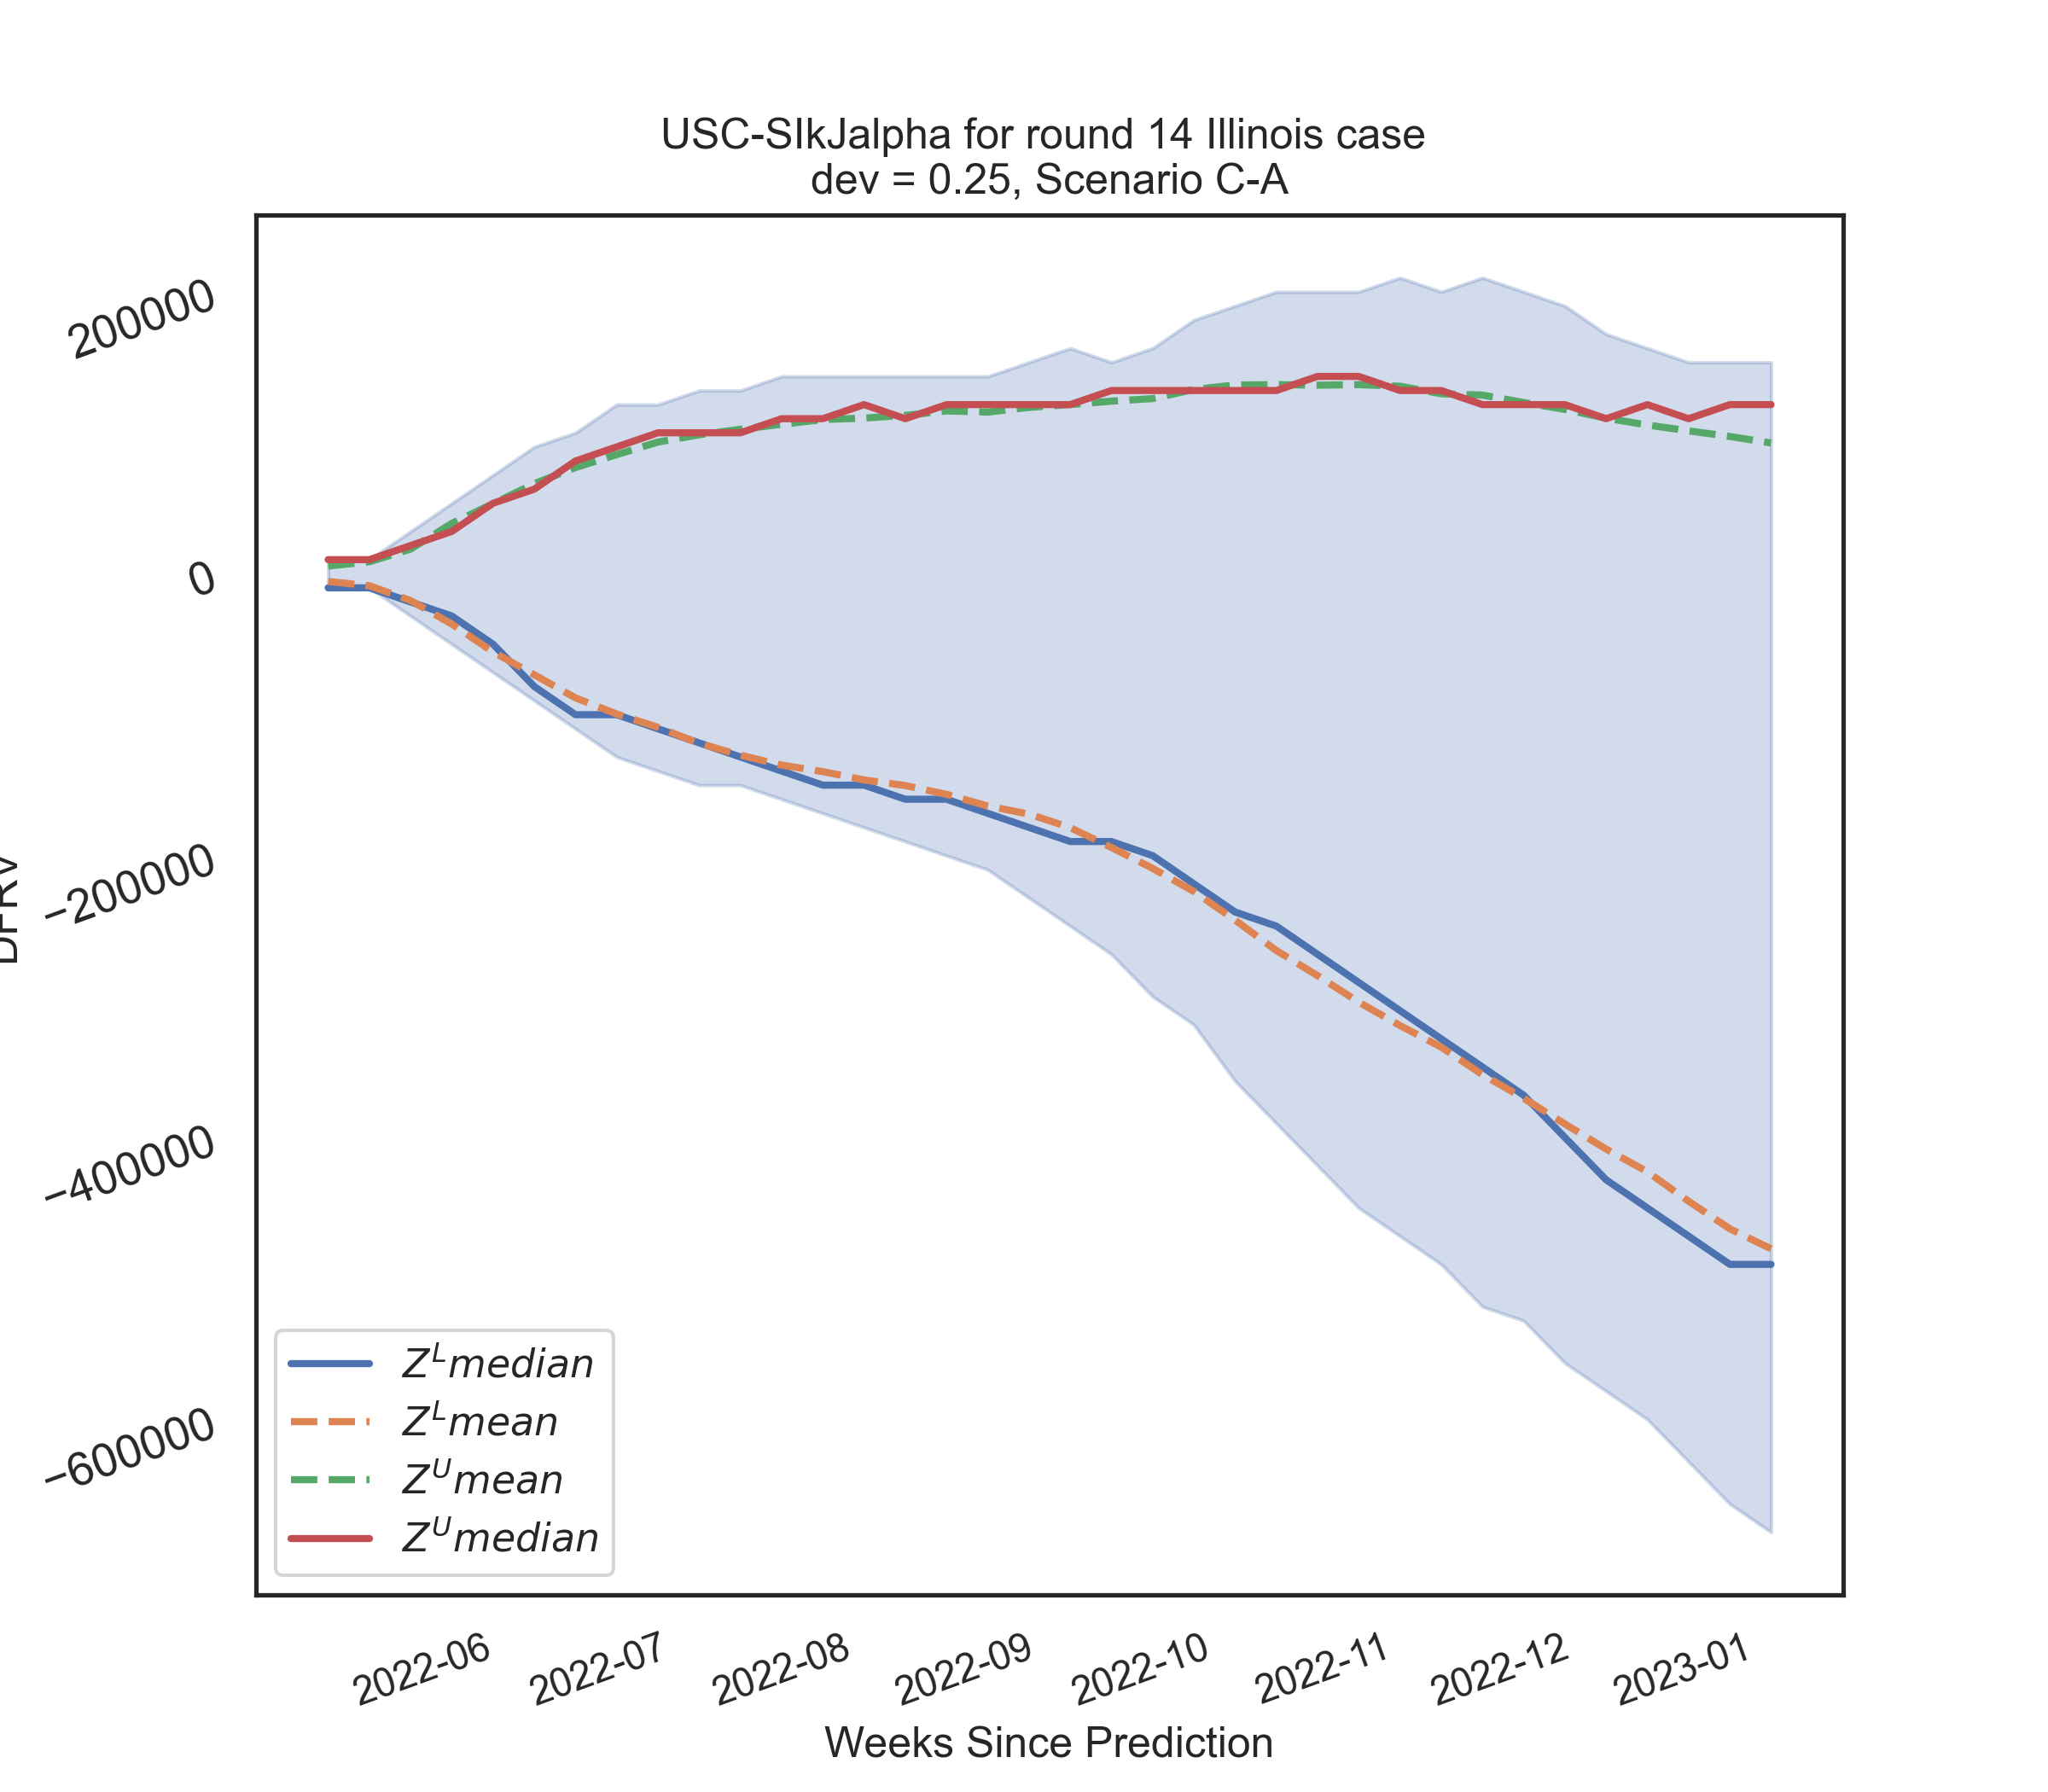 USC-SIkJalpha for round 14 Illinois case
dev = 0.25, Scenario C-A
200000
0
−200000
−400000
−600000
Z^L median
Z^L mean
Z^U mean
Z^U median
2022-06
2022-07
2022-08
2022-09
2022-10
2022-11
2022-12
2023-01
Weeks Since Prediction